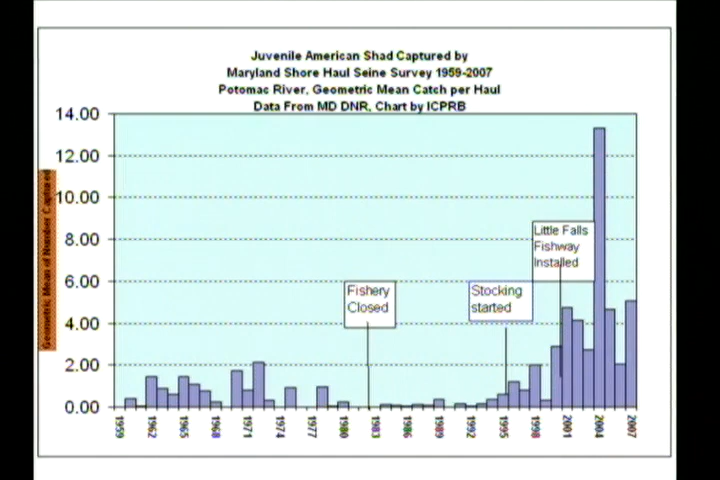 Juvenile American Shad Captured by
Maryland Shore Haul Seine Survey 1959-2007
Potomac River, Geometric Mean Catch per Haul
Data From MD DNR, Chart by ICPRB
14.00
12.00
10.00
8.00
6.00
4.00
2.00
0.00
Geometric Mean of Number Captured
Little Falls
Fishway
Installed
Fishery
Closed
Stocking
started
1959
1962
1965
1968
1971
1974
1977
1980
1983
1986
1989
1992
1995
1998
2001
2004
2007